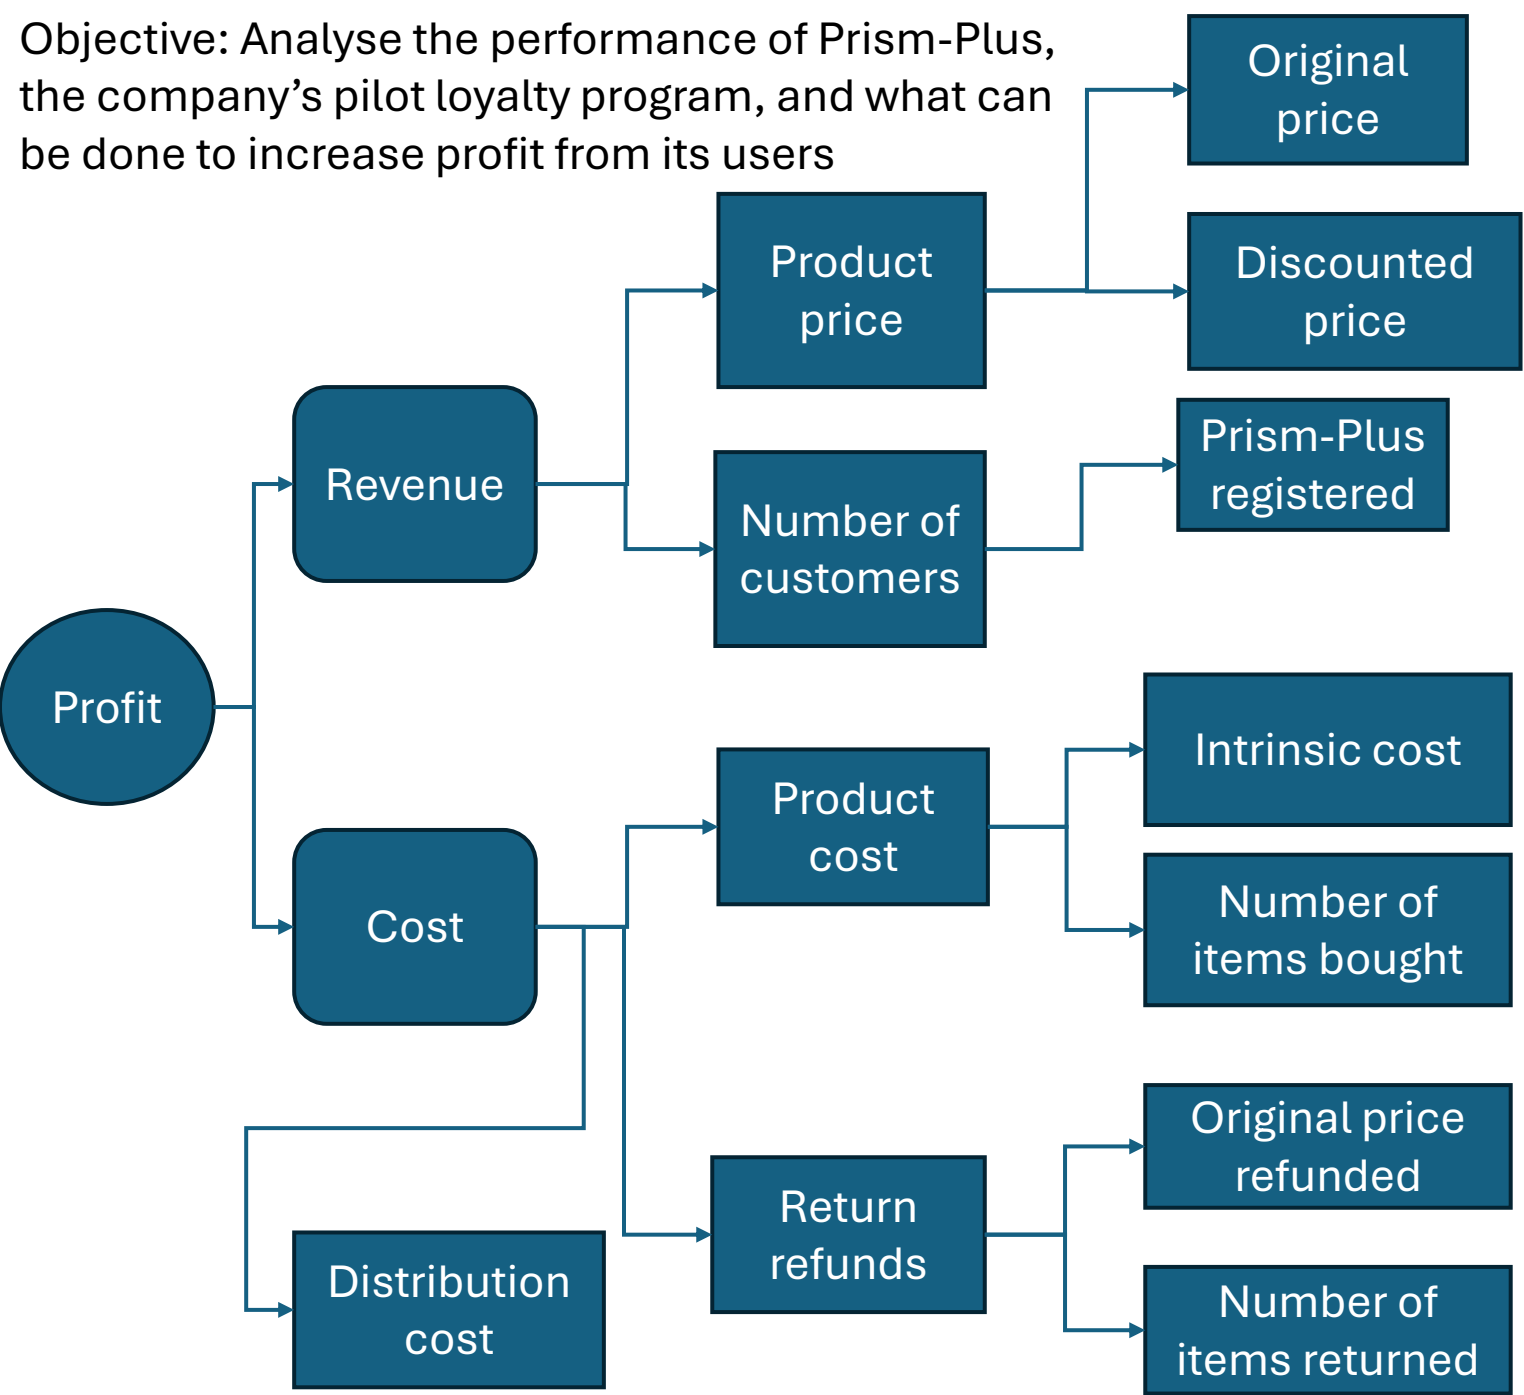 Objective: Analyse the performance of Prism-Plus,
the company’s pilot loyalty program, and what can
be done to increase profit from its users
Original
price
Product
price
Discounted
price
Revenue
Number of
customers
Prism-Plus
registered
Profit
Cost
Product
cost
Intrinsic cost
Number of
items bought
Return
refunds
Original price
refunded
Number of
items returned
Distribution
cost